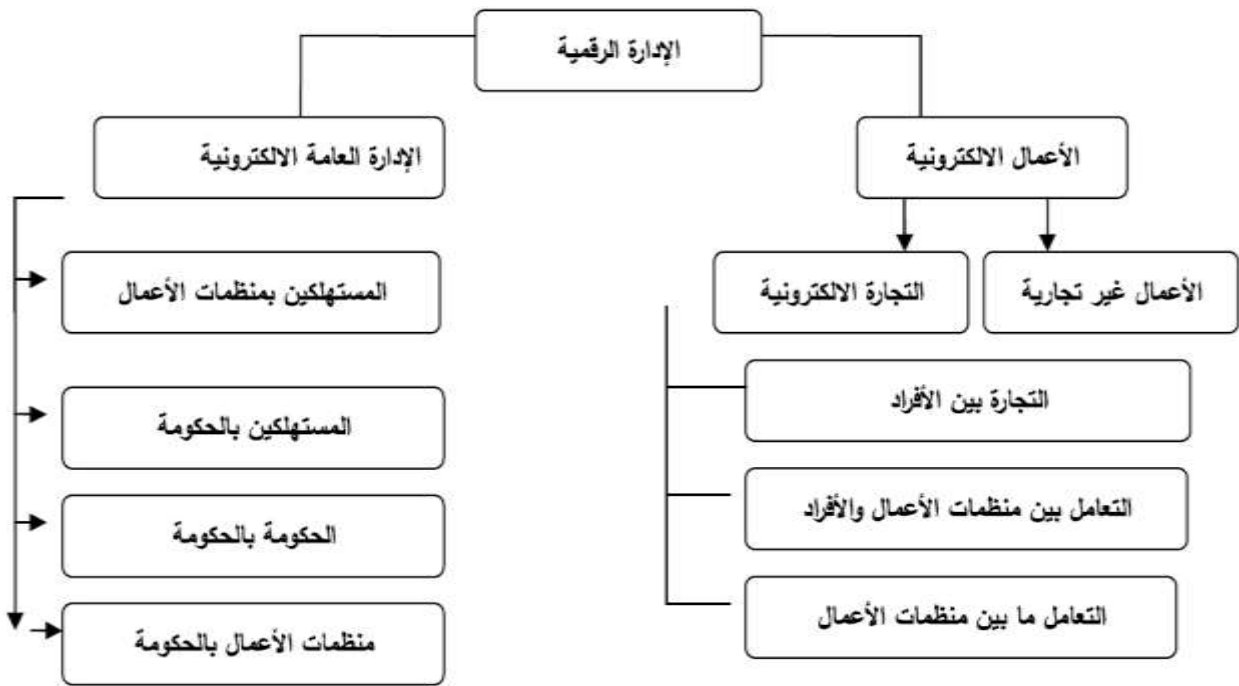 الإدارة الرقمية
الأعمال الالكترونية
الإدارة العامة الالكترونية
الأعمال غير تجارية
التجارة الالكترونية
المستهلكين بمنظمات الأعمال
التجارة بين الأفراد
المستهلكين بالحكومة
التعامل بين منظمات الأعمال والأفراد
الحكومة بالحكومة
التعامل ما بين منظمات الأعمال
منظمات الأعمال بالحكومة